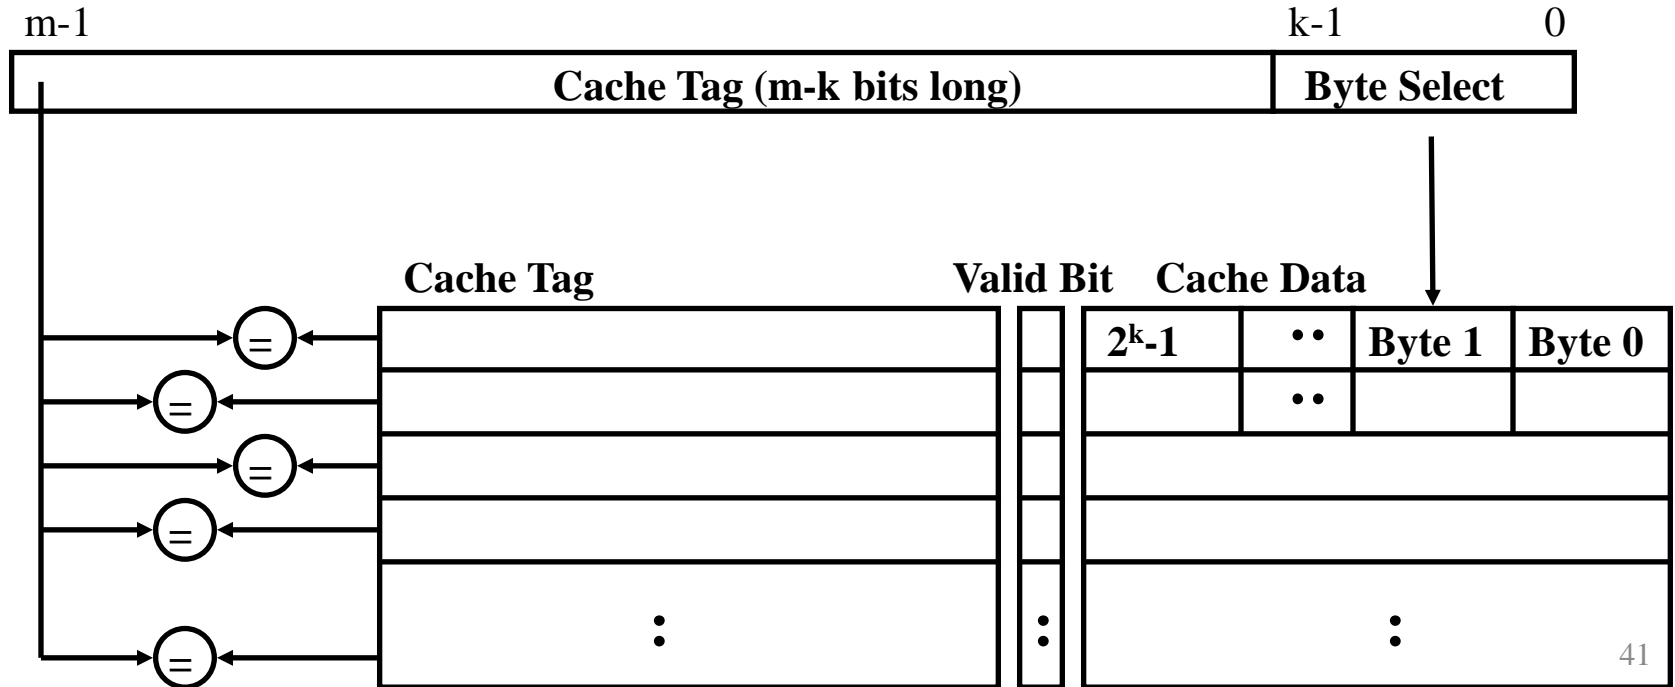 m-1 k-1 0
Cache Tag (m-k bits long) Byte Select
Cache Tag Valid Bit Cache Data
= 2ᵏ-1 •• Byte 1 Byte 0
= ••
=
=
= : : :
41